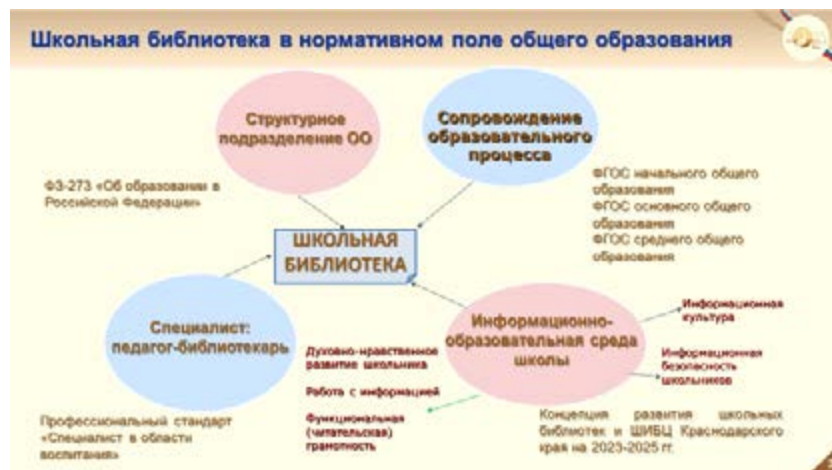 Школьная библиотека в нормативном поле общего образования
Структурное
подразделение ОО
Сопровождение
образовательного
процесса
ФЗ-273 «Об образовании в
Российской Федерации»
ФГОС начального общего
образования
ФГОС основного общего
образования
ФГОС среднего общего
образования
ШКОЛЬНАЯ
БИБЛИОТЕКА
Специалист:
педагог-библиотекарь
Информационно-
образовательная среда
школы
Информационная
культура
Информационная
безопасность
школьников
Духовно-нравственное
развитие школьника
Работа с информацией
Функциональная
(читательская)
грамотность
Профессиональный стандарт
«Специалист в области
воспитания»
Концепция развития школьных
библиотек и ШИБЦ Краснодарского
края на 2023-2025 гг.